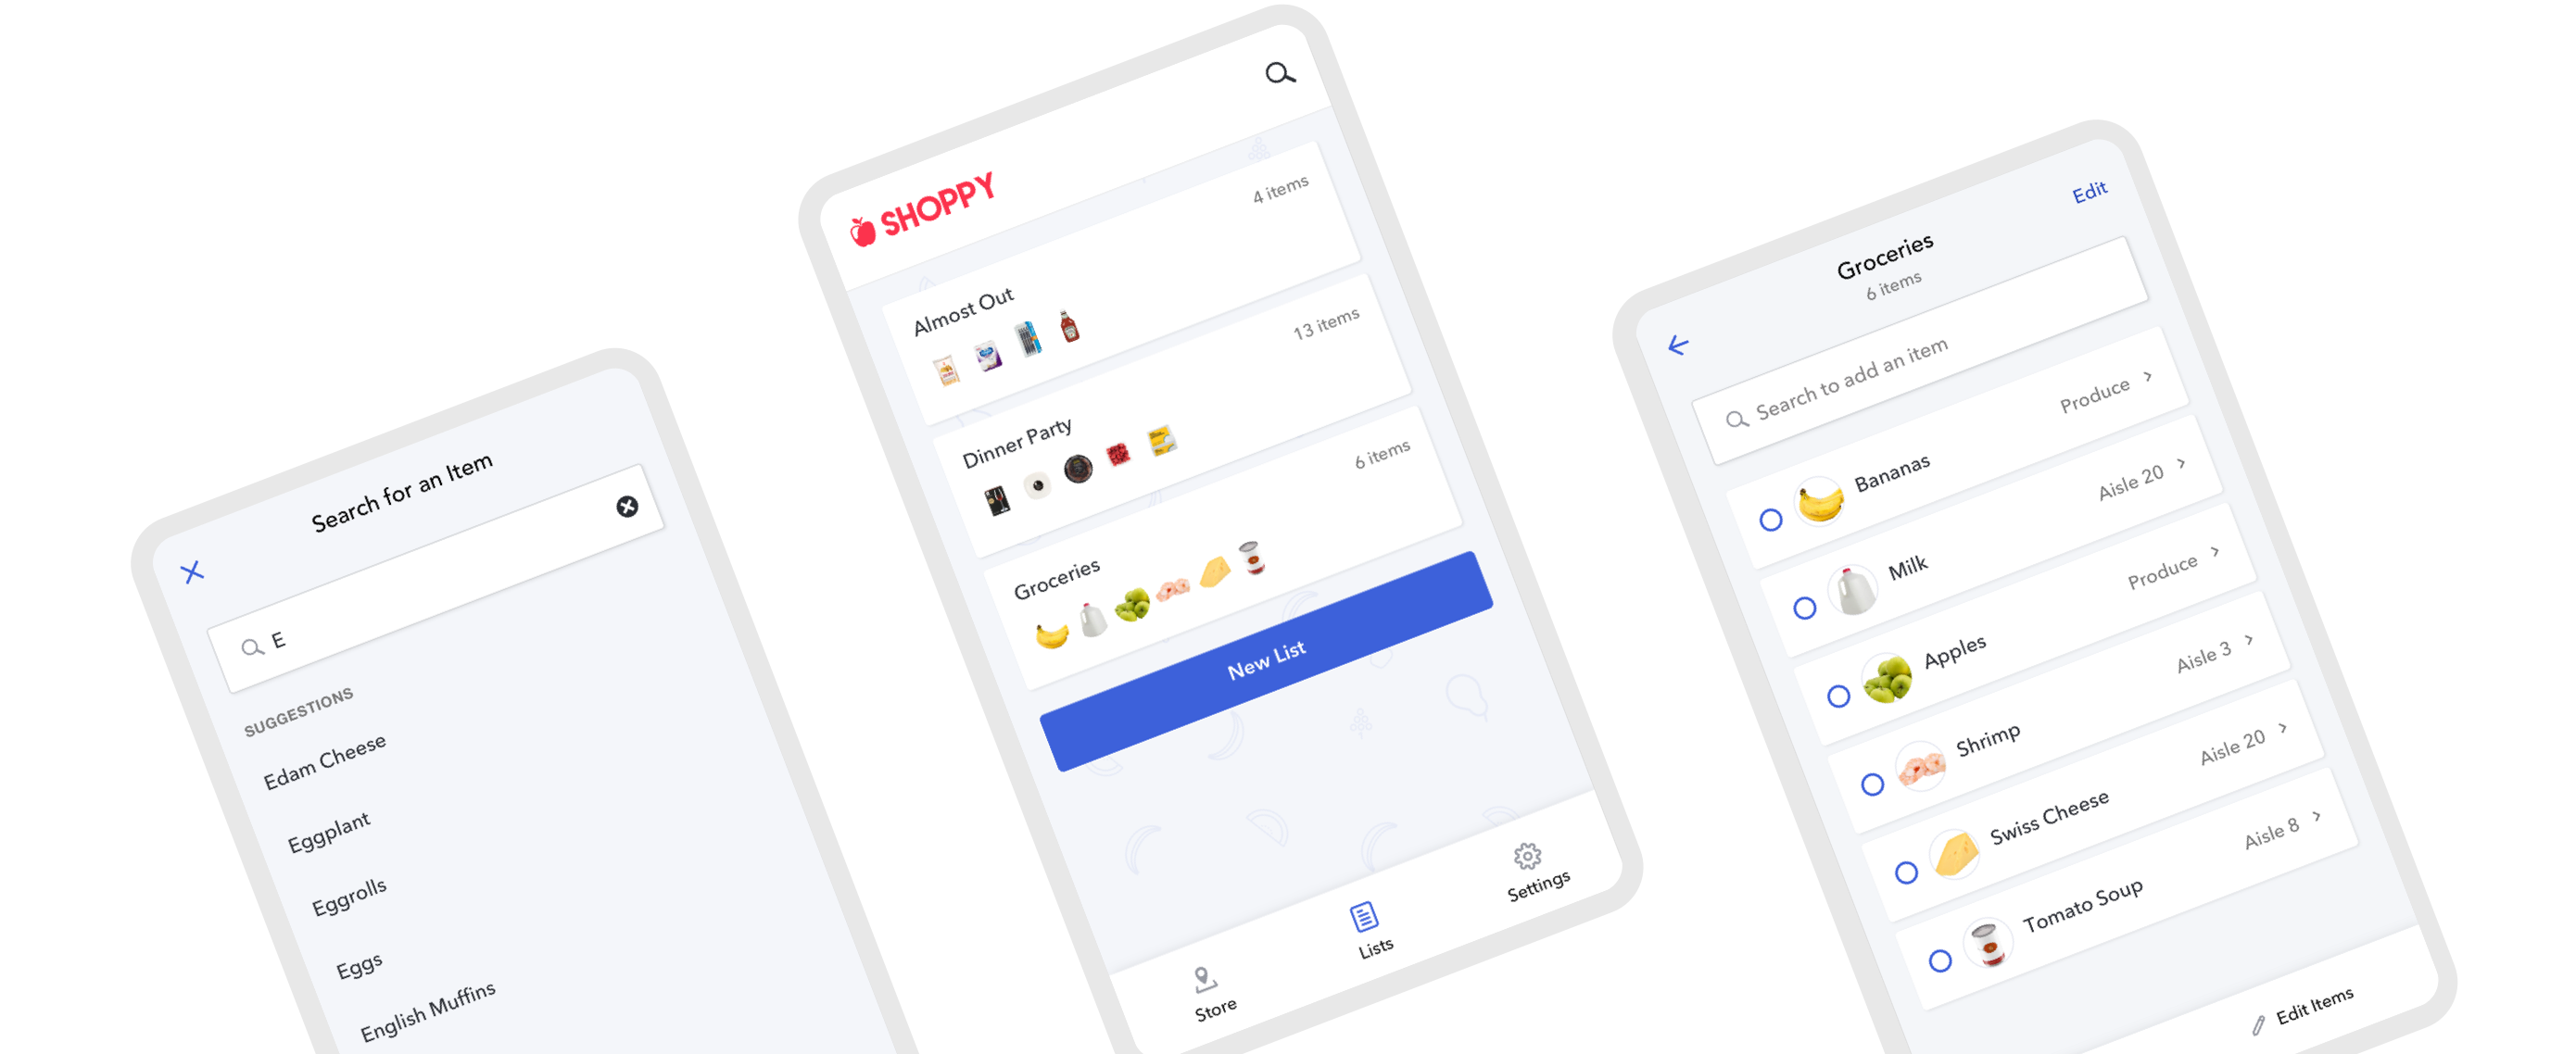 Search for an Item
E
SUGGESTIONS
Edam Cheese
Eggplant
Eggrolls
Eggs
English Muffins
SHOPPY
Almost Out
4 items
Dinner Party
13 items
Groceries
6 items
New List
Store
Lists
Settings
Edit
Groceries
6 items
Search to add an item
Bananas
Produce
Milk
Aisle 20
Apples
Produce
Shrimp
Aisle 3
Swiss Cheese
Aisle 20
Tomato Soup
Aisle 8
Edit Items